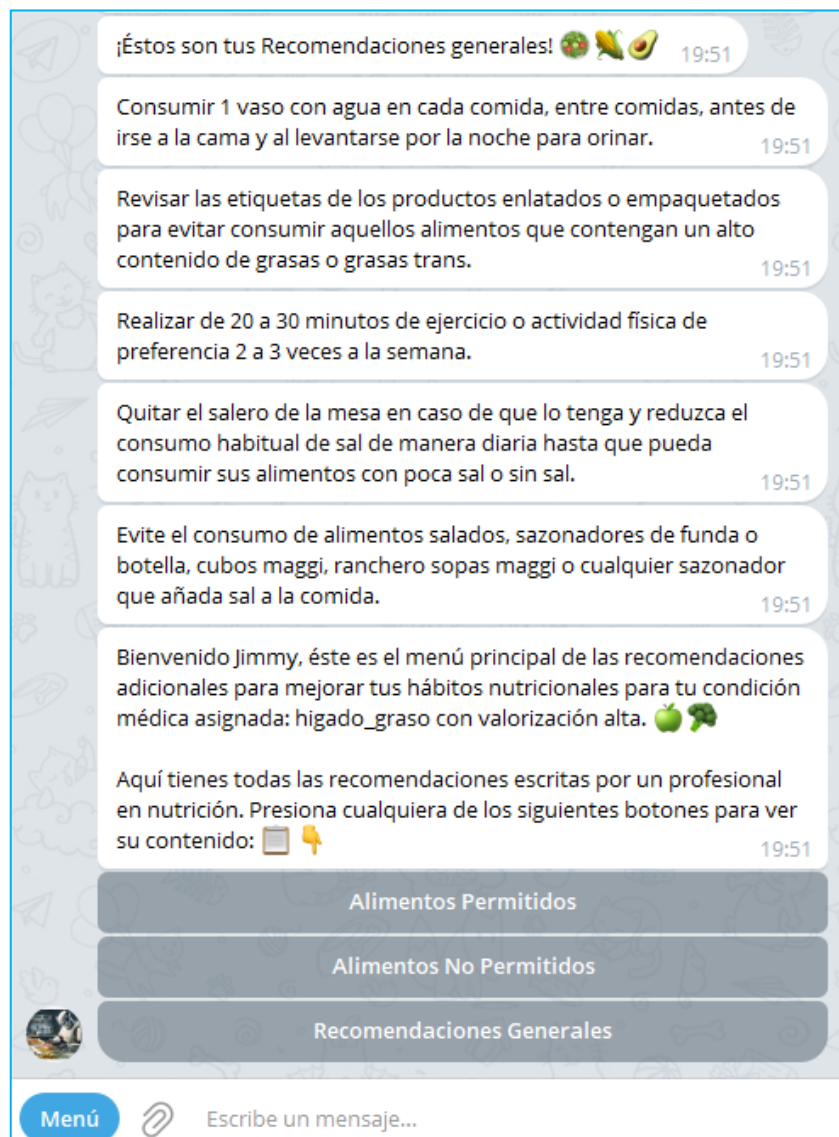 ¡Éstos son tus Recomendaciones generales! 🥗 🌽 🥑 19:51
Consumir 1 vaso con agua en cada comida, entre comidas, antes de
irse a la cama y al levantarse por la noche para orinar. 19:51
Revisar las etiquetas de los productos enlatados o empaquetados
para evitar consumir aquellos alimentos que contengan un alto
contenido de grasas o grasas trans. 19:51
Realizar de 20 a 30 minutos de ejercicio o actividad física de
preferencia 2 a 3 veces a la semana. 19:51
Quitar el salero de la mesa en caso de que lo tenga y reduzca el
consumo habitual de sal de manera diaria hasta que pueda
consumir sus alimentos con poca sal o sin sal. 19:51
Evite el consumo de alimentos salados, sazonadores de funda o
botella, cubos maggi, ranchero sopas maggi o cualquier sazonador
que añada sal a la comida. 19:51
Bienvenido Jimmy, éste es el menú principal de las recomendaciones
adicionales para mejorar tus hábitos nutricionales para tu condición
médica asignada: higado_graso con valorización alta. 🍏 🥦
Aquí tienes todas las recomendaciones escritas por un profesional
en nutrición. Presiona cualquiera de los siguientes botones para ver
su contenido: 📋 👇 19:51
Alimentos Permitidos
Alimentos No Permitidos
Recomendaciones Generales
Menú Escribe un mensaje...